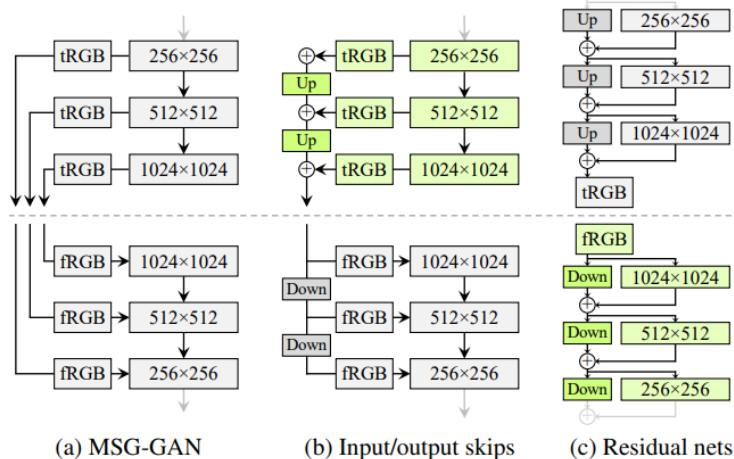 tRGB 256×256
tRGB 512×512
tRGB 1024×1024
fRGB 1024×1024
fRGB 512×512
fRGB 256×256
(a) MSG-GAN
tRGB 256×256
Up
tRGB 512×512
Up
tRGB 1024×1024
fRGB 1024×1024
Down
fRGB 512×512
Down
fRGB 256×256
(b) Input/output skips
Up 256×256
Up 512×512
Up 1024×1024
tRGB
fRGB
Down 1024×1024
Down 512×512
Down 256×256
(c) Residual nets